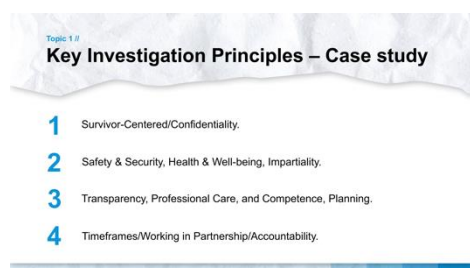 Topic 1 //
Key Investigation Principles – Case study
1 Survivor-Centered/Confidentiality.
2 Safety & Security, Health & Well-being, Impartiality.
3 Transparency, Professional Care, and Competence, Planning.
4 Timeframes/Working in Partnership/Accountability.